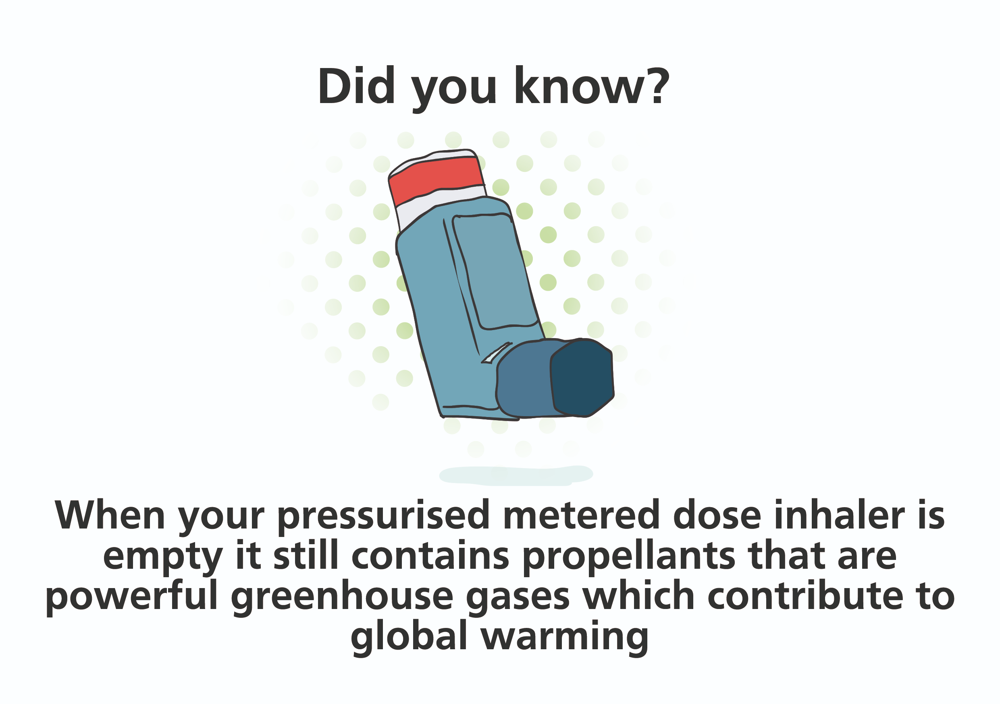 Did you know?
When your pressurised metered dose inhaler is
empty it still contains propellants that are
powerful greenhouse gases which contribute to
global warming